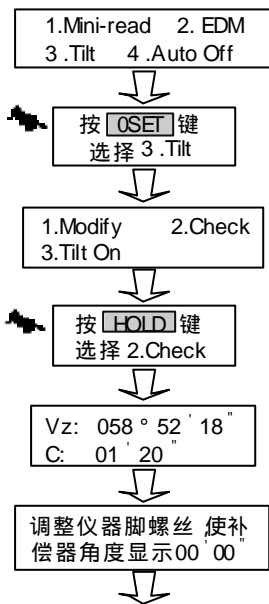 1.Mini-read 2. EDM
3 .Tilt 4 .Auto Off
按 0SET 键
选择 3 .Tilt
1.Modify 2.Check
3.Tilt On
按 HOLD 键
选择 2.Check
Vz: 058 ° 52 ' 18 "
C: 01 ' 20 "
调整仪器脚螺丝 ,使补
偿器角度显示00 ' 00 "